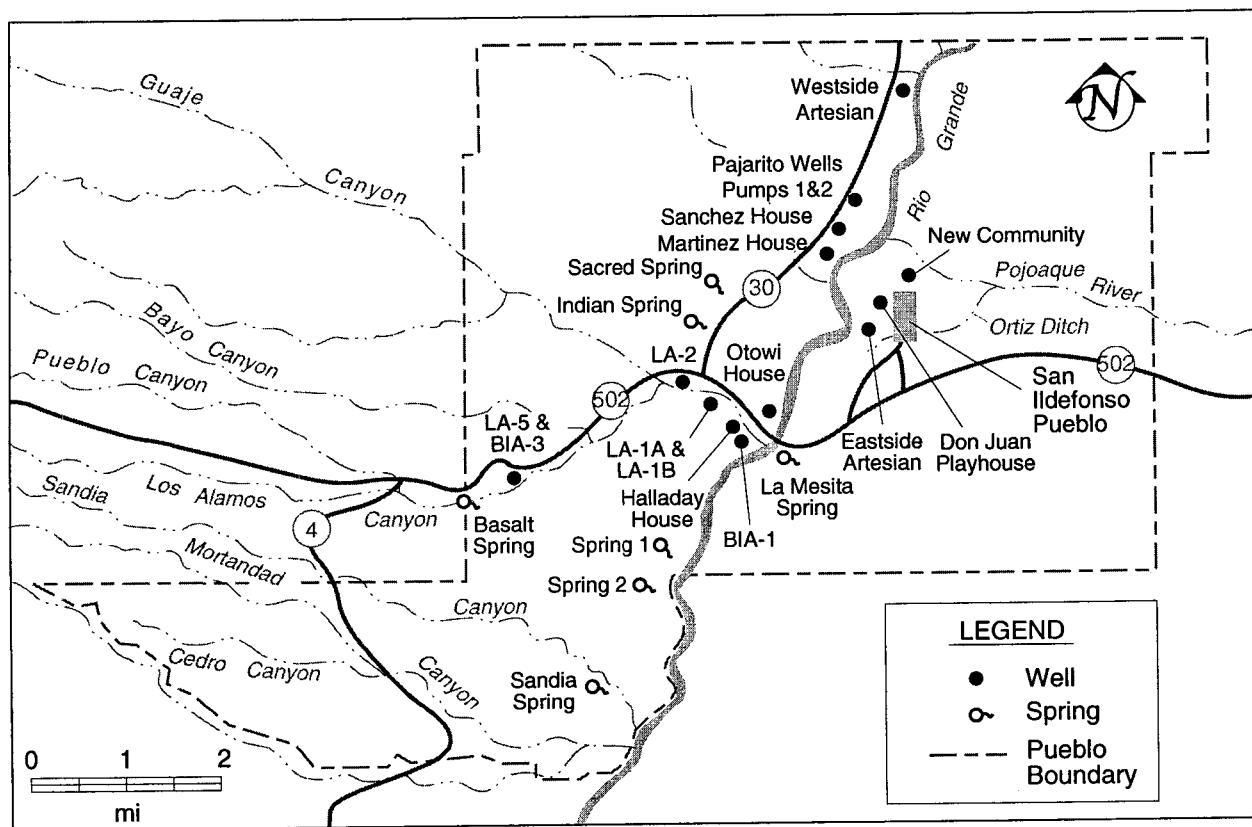 Guaje
Canyon
Westside
Artesian
N
Grande
Rio
Pajarito Wells
Pumps 1&2
Sanchez House
Martinez House
New Community
Sacred Spring
30
Pojoaque
River
Indian Spring
Ortiz Ditch
Bayo Canyon
Pueblo Canyon
LA-2
Otowi
House
502
502
San
Ildefonso
Pueblo
LA-5 &
BIA-3
LA-1A &
LA-1B
Eastside
Artesian
Don Juan
Playhouse
Sandia
Los Alamos
Canyon
Halladay
House
La Mesita
Spring
4
Basalt
Spring
BIA-1
Mortandad
Spring 1
Spring 2
Canyon
Cedro Canyon
Canyon
Sandia
Spring
0 1 2
mi
LEGEND
Well
Spring
Pueblo
Boundary